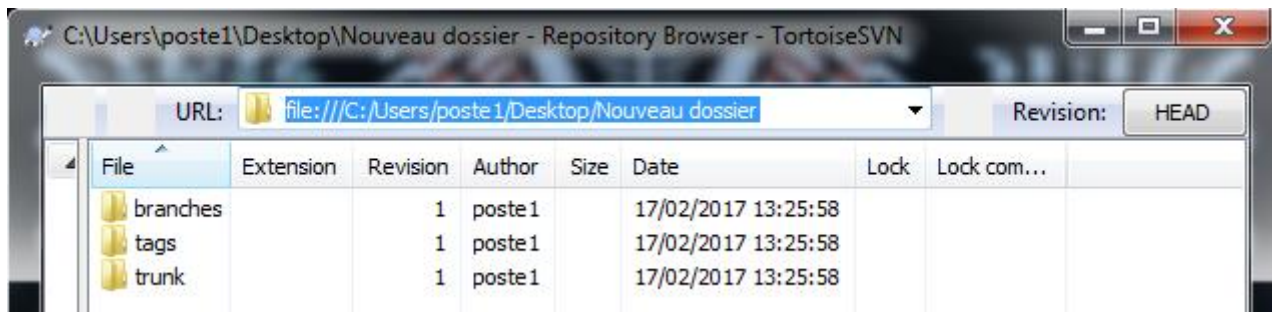 C:\Users\poste1\Desktop\Nouveau dossier - Repository Browser - TortoiseSVN
URL: file:///C:/Users/poste1/Desktop/Nouveau dossier Revision: HEAD
File Extension Revision Author Size Date Lock Lock com...
branches 1 poste1 17/02/2017 13:25:58
tags 1 poste1 17/02/2017 13:25:58
trunk 1 poste1 17/02/2017 13:25:58